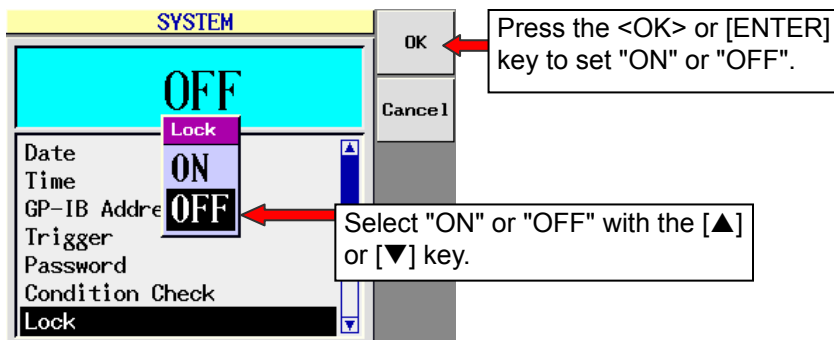 SYSTEM
OFF
OK
Press the <OK> or [ENTER]
key to set "ON" or "OFF".
Cancel
Lock
ON
OFF
Date
Time
GP-IB Addre
Trigger
Password
Condition Check
Lock
Select "ON" or "OFF" with the [▲]
or [▼] key.